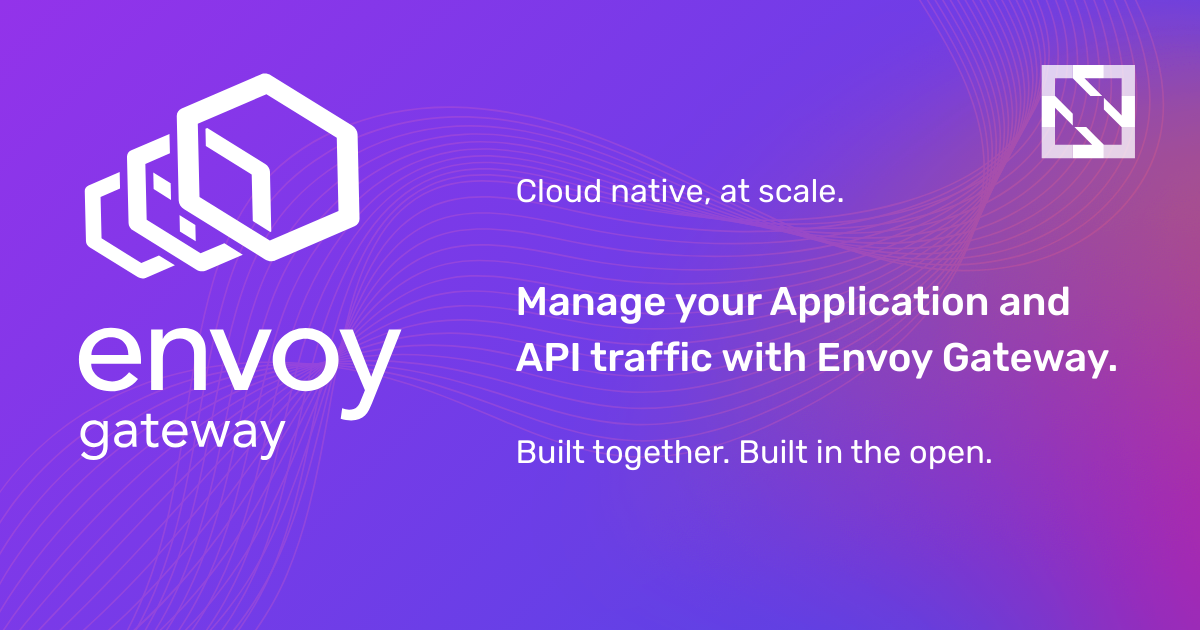 envoy
gateway
Cloud native, at scale.
Manage your Application and
API traffic with Envoy Gateway.
Built together. Built in the open.